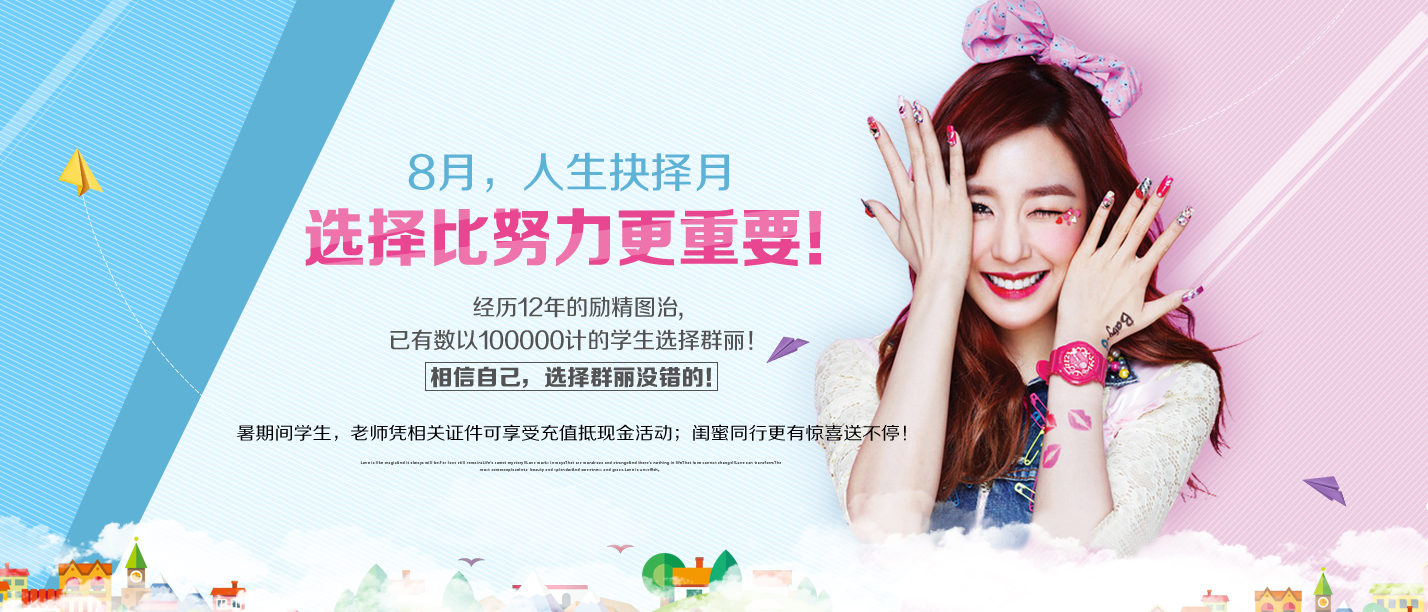 8月，人生抉择月
选择比努力更重要!
经历12年的励精图治,
已有数以100000计的学生选择群丽！
相信自己，选择群丽没错的!
暑期间学生，老师凭相关证件可享受充值抵现金活动；闺蜜同行更有惊喜送不停！
Baby